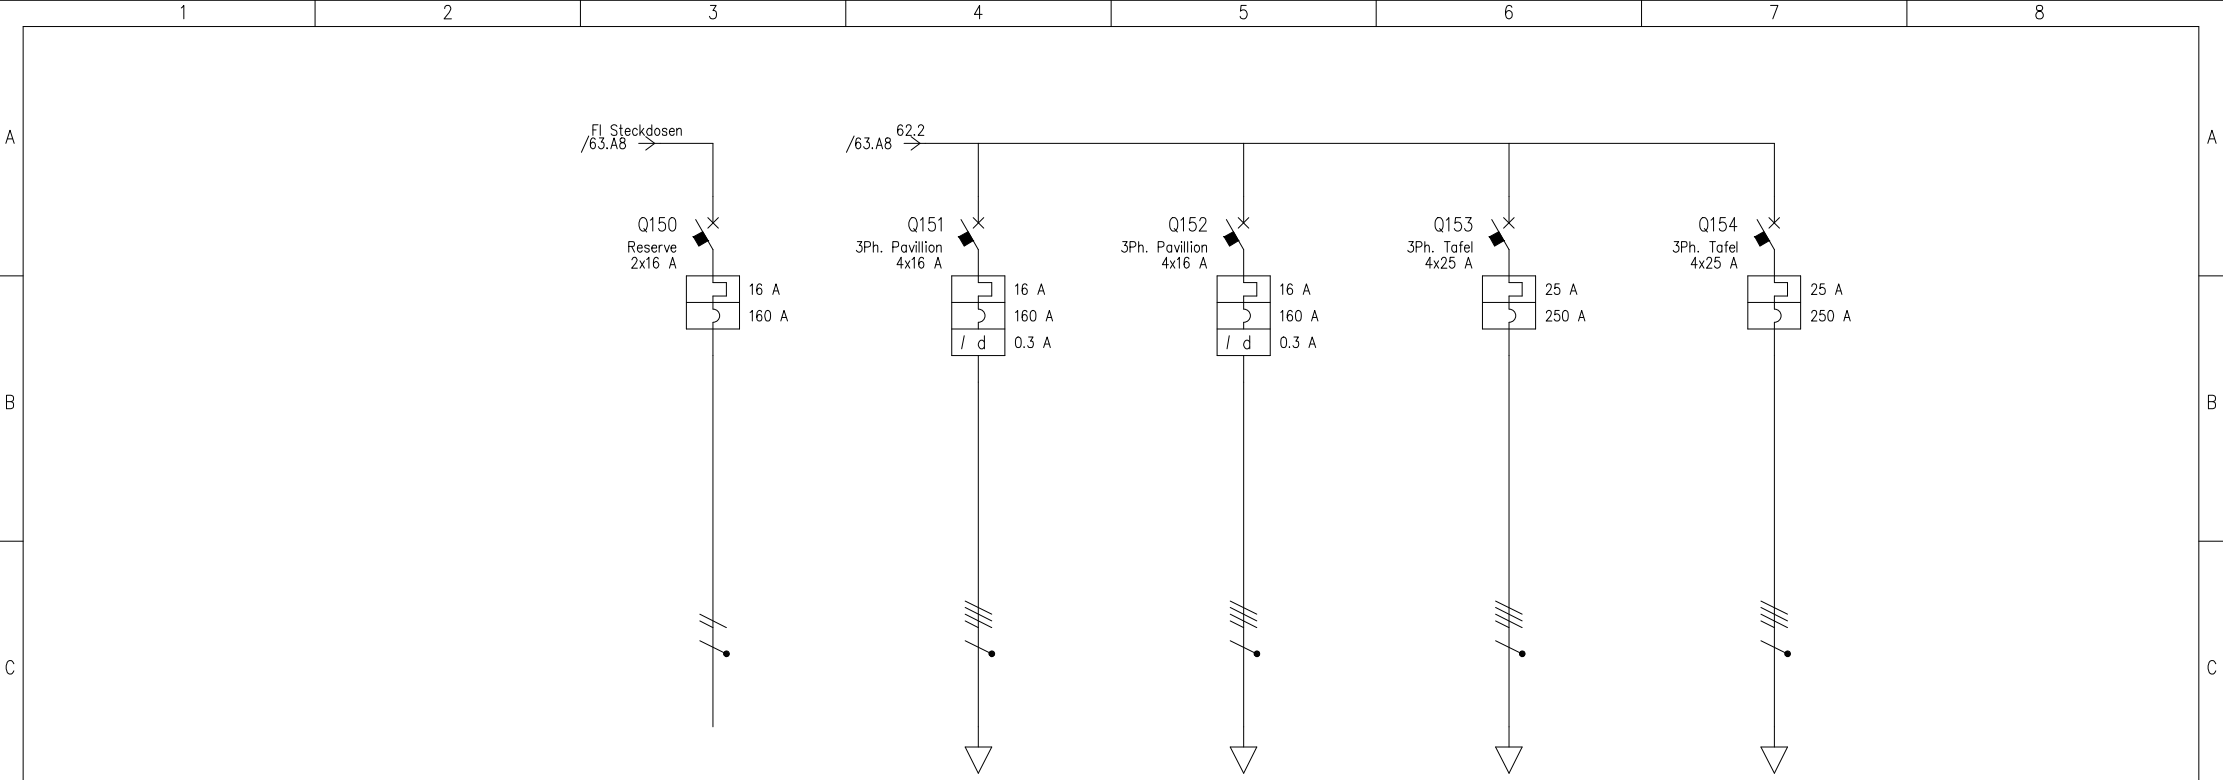 1 2 3 4 5 6 7 8
A A
FI Steckdosen
/63.A8
62.2
/63.A8
Q150
Reserve
2x16 A
16 A
160 A
Q151
3Ph. Pavillion
4x16 A
16 A
160 A
I d 0.3 A
Q152
3Ph. Pavillion
4x16 A
16 A
160 A
I d 0.3 A
Q153
3Ph. Tafel
4x25 A
25 A
250 A
Q154
3Ph. Tafel
4x25 A
25 A
250 A
B B
C C